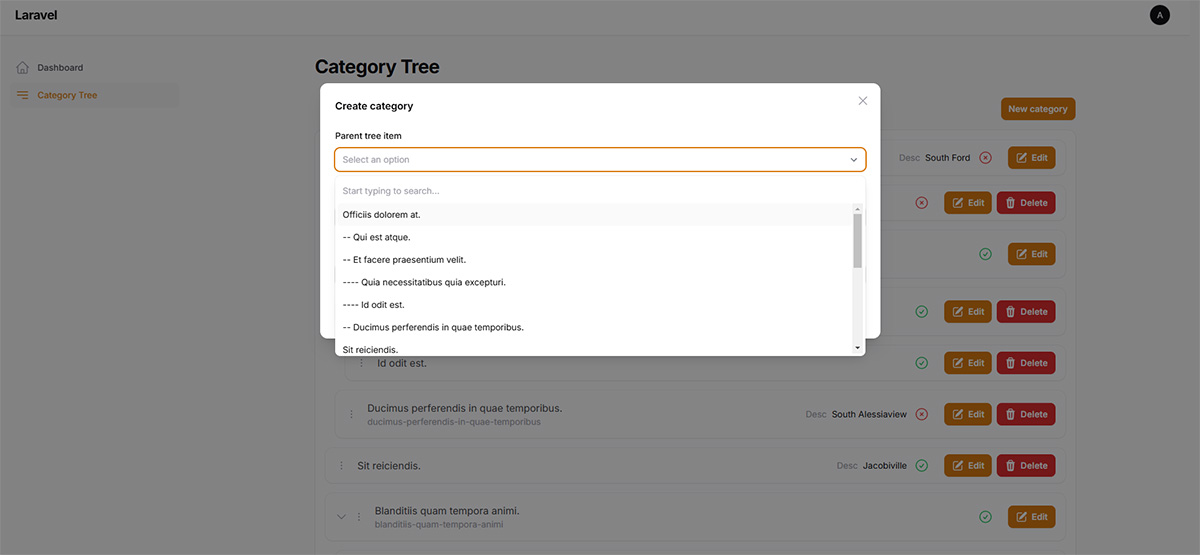 Laravel
A
Dashboard
Category Tree
Category Tree
New category
Create category
Parent tree item
Select an option
Start typing to search...
Officiis dolorem at.
-- Qui est atque.
-- Et facere praesentium velit.
---- Quia necessitatibus quia excepturi.
---- Id odit est.
-- Ducimus perferendis in quae temporibus.
Sit reiciendis.
Desc South Ford Edit
Edit Delete
Edit
Edit Delete
Id odit est. Edit Delete
Ducimus perferendis in quae temporibus.
ducimus-perferendis-in-quae-temporibus
Desc South Alessiaview Edit Delete
Sit reiciendis. Desc Jacobiville Edit Delete
Blanditiis quam tempora animi.
blanditiis-quam-tempora-animi
Edit